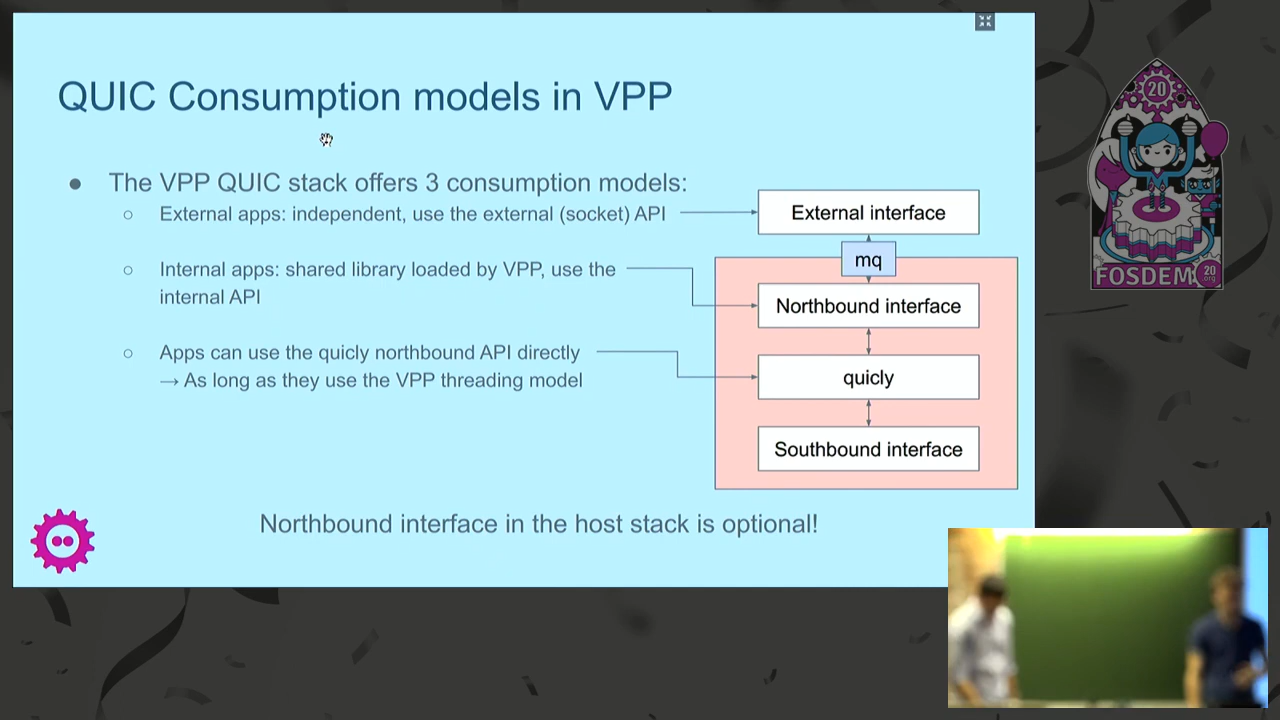 QUIC Consumption models in VPP
● The VPP QUIC stack offers 3 consumption models:
○ External apps: independent, use the external (socket) API
○ Internal apps: shared library loaded by VPP, use the
internal API
○ Apps can use the quicly northbound API directly
→ As long as they use the VPP threading model
External interface
mq
Northbound interface
quicly
Southbound interface
Northbound interface in the host stack is optional!
20
FOSDEM
20
.org